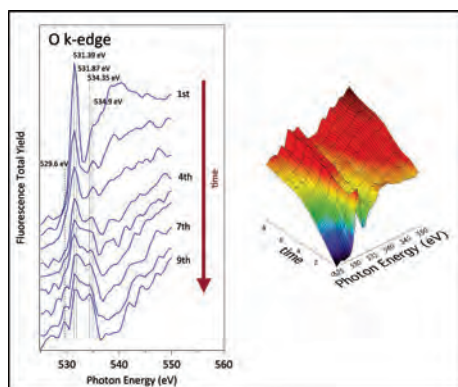 O k-edge
531.39 eV
531.87 eV
534.35 eV
534.9 eV
529.6 eV
1st
4th
7th
9th
time
Fluorescence Total Yield
530 540 550 560
Photon Energy (eV)
time
Photon Energy (eV)